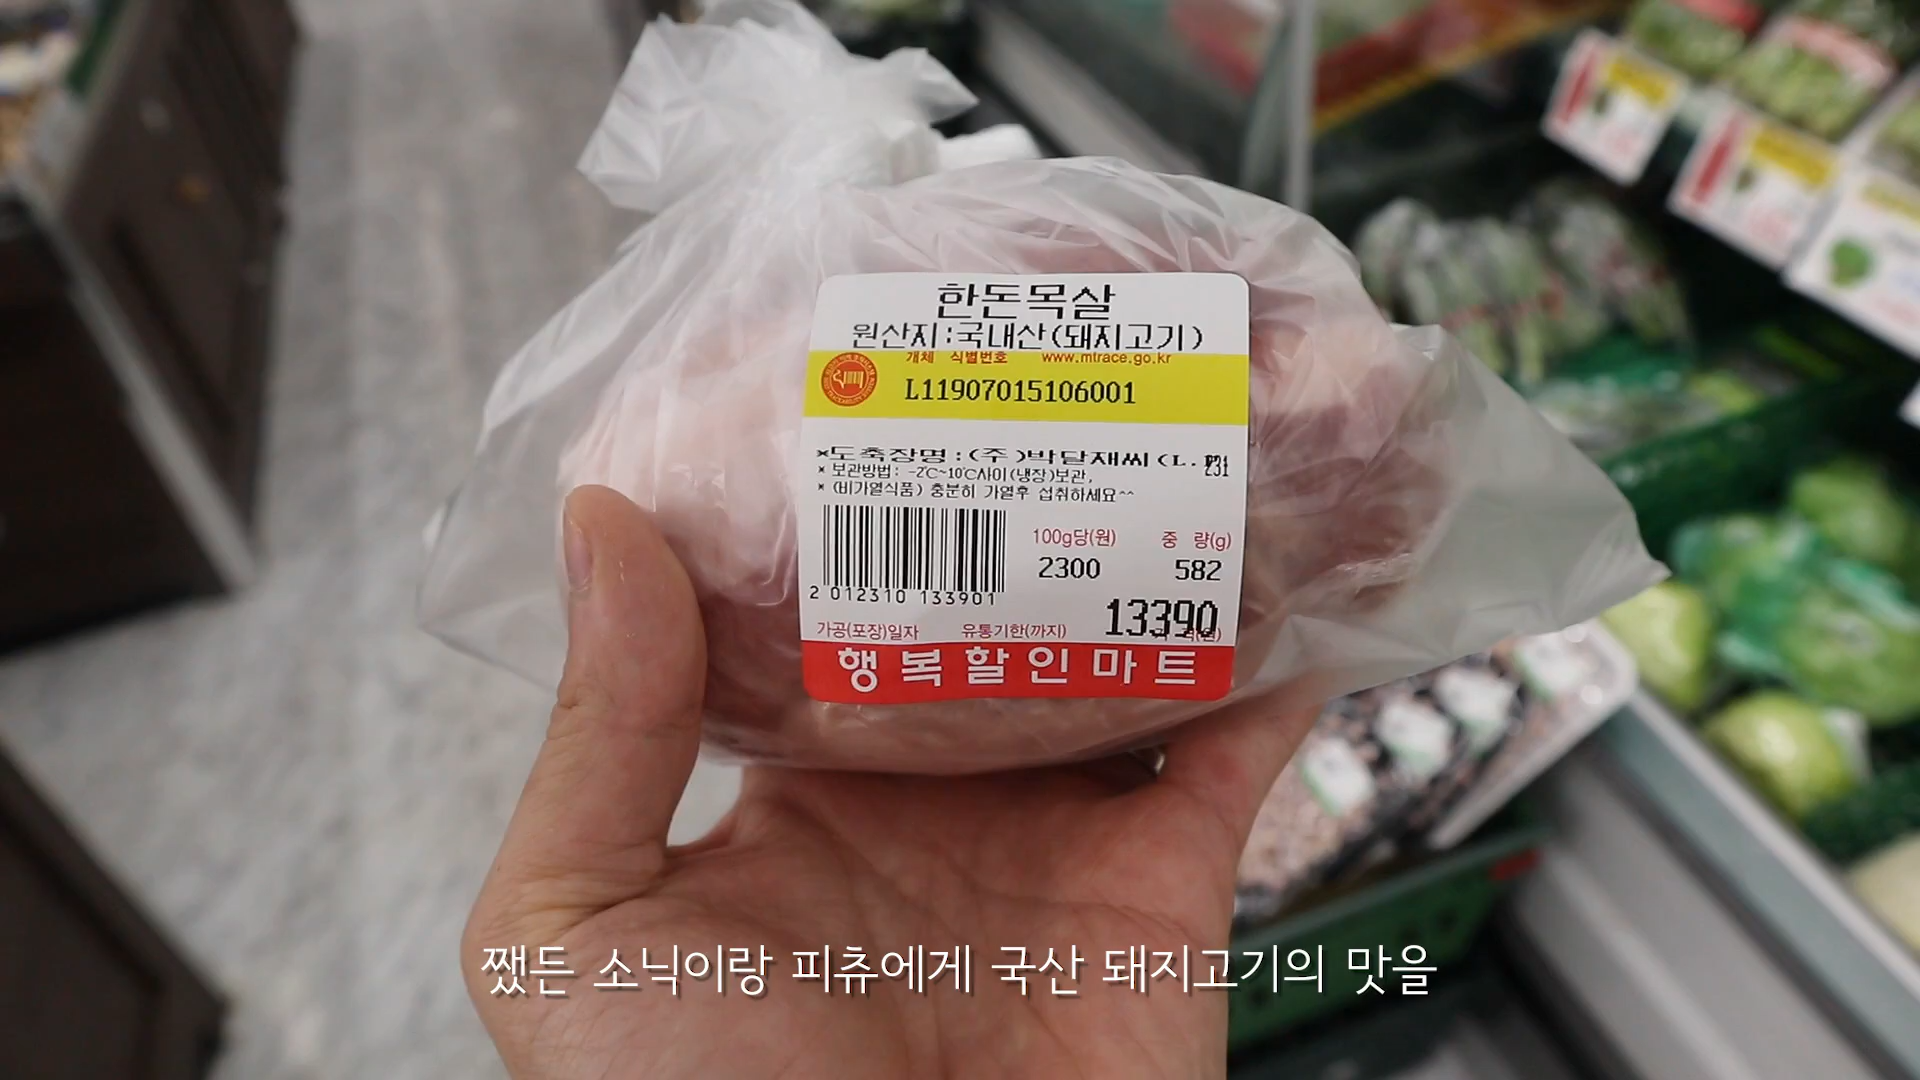 한돈목살
원산지:국내산(돼지고기)
개체 식별번호 www.mtrace.go.kr
L11907015106001
*도축장명:(주)박달재씨(L.
* 보관방법: -2℃~10℃사이(냉장)보관,
* (비가열식품) 충분히 가열후 섭취하세요^^
100g당(원) 중 량(g)
2300 582
2 012310 133901
13390
가공(포장)일자 유통기한(까지)
행복할인마트
쨌든 소닉이랑 피츄에게 국산 돼지고기의 맛을